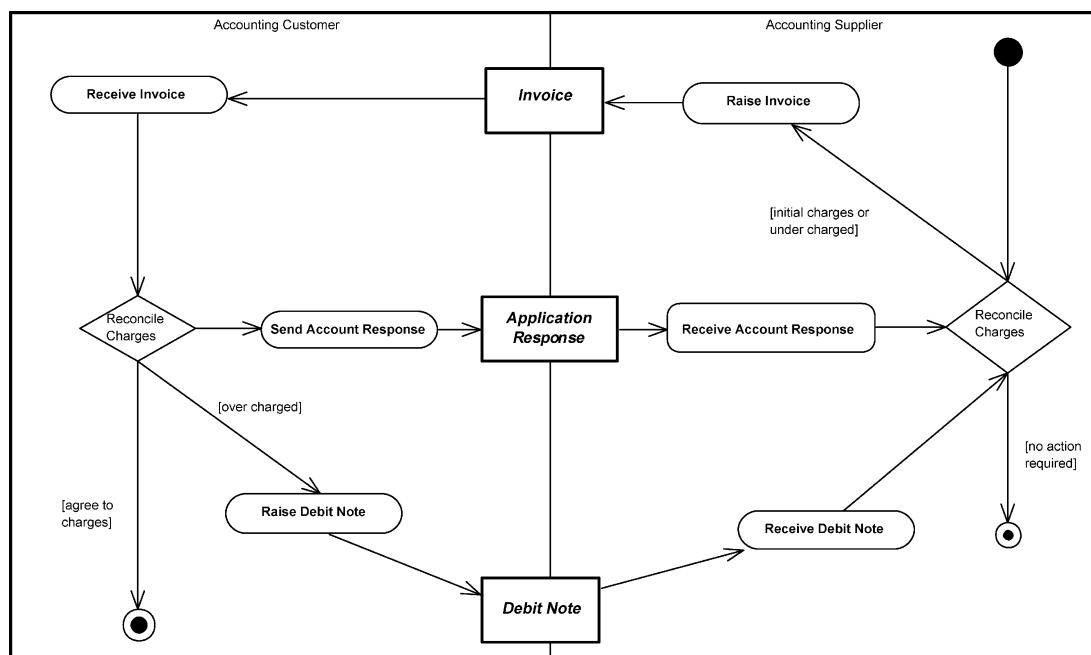 Accounting Customer
Accounting Supplier
Receive Invoice
Invoice
Raise Invoice
[initial charges or
under charged]
Reconcile
Charges
Send Account Response
Application
Response
Receive Account Response
Reconcile
Charges
[over charged]
[no action
required]
[agree to
charges]
Raise Debit Note
Receive Debit Note
Debit Note